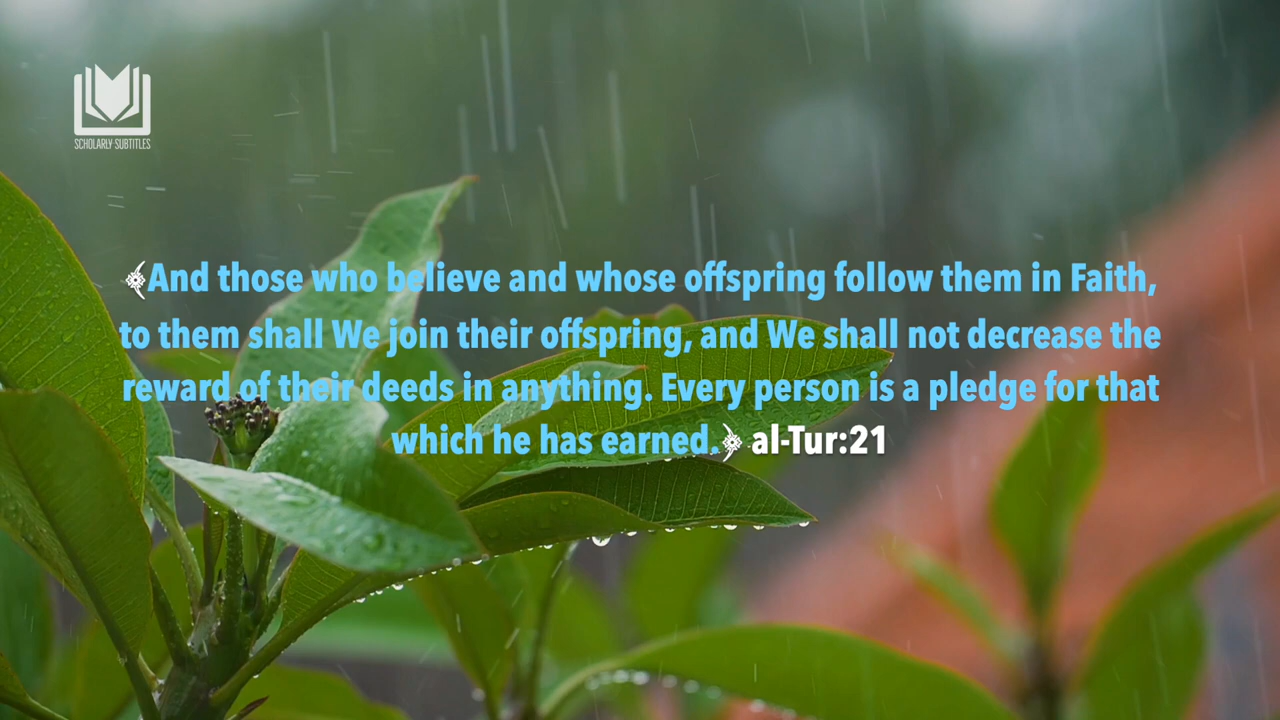 SCHOLARLY SUBTITLES
﴾And those who believe and whose offspring follow them in Faith,
to them shall We join their offspring, and We shall not decrease the
reward of their deeds in anything. Every person is a pledge for that
which he has earned.﴿ al-Tur:21